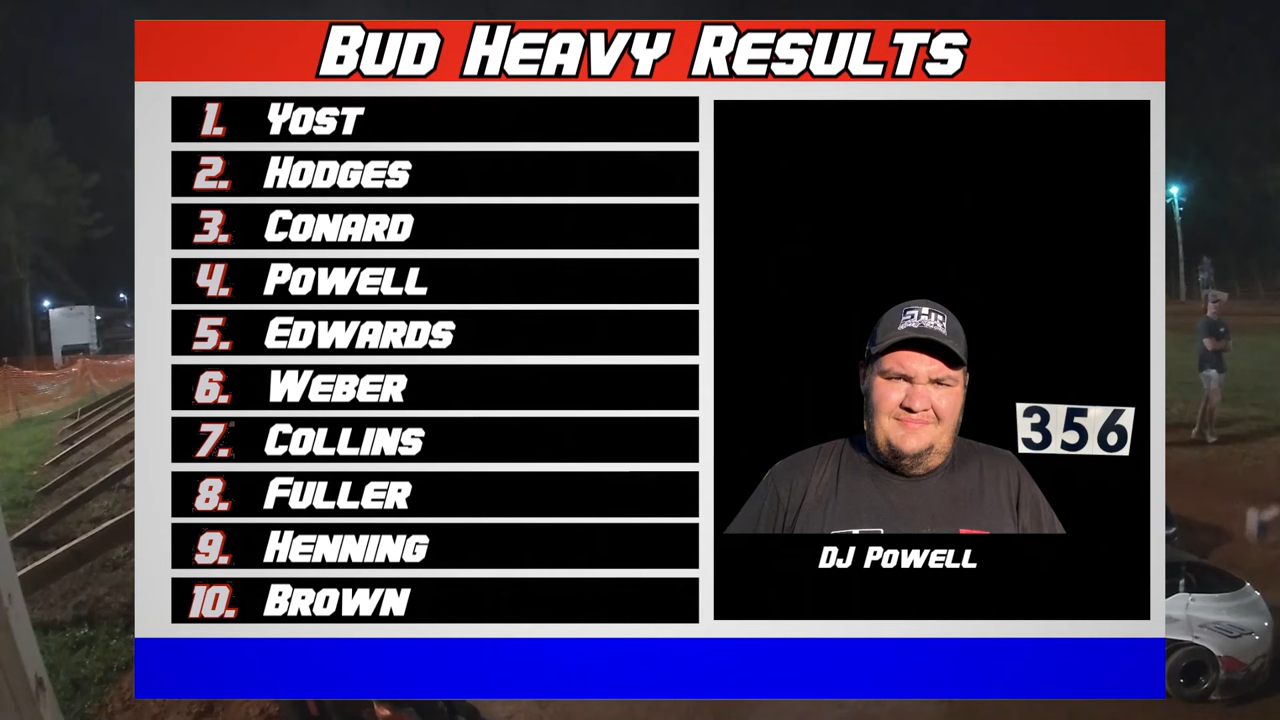 BUD HEAVY RESULTS
1. YOST
2. HODGES
3. CONARD
4. POWELL
5. EDWARDS
6. WEBER
7. COLLINS
8. FULLER
9. HENNING
10. BROWN
SHR
356
DJ POWELL